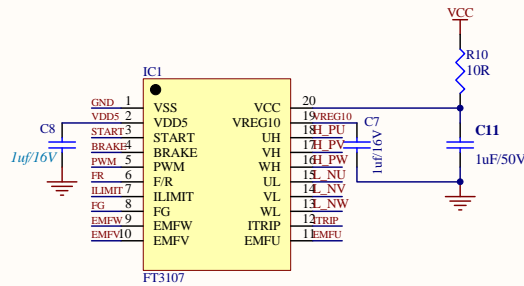 VCC
R10
10R
IC1
GND 1 VSS VCC 20
VDD5 2 VDD5 VREG10 19 VREG10 C7
C8 START 3 START UH 18 H_PU C11
1uf/16V BRAKE 4 BRAKE VH 17 H_PV 1uf/16V 1uF/50V
PWM 5 PWM WH 16 H_PW
FR 6 F/R UL 15 L_NU
ILIMIT 7 ILIMIT VL 14 L_NV
FG 8 FG WL 13 L_NW
EMFW 9 EMFW ITRIP 12 ITRIP
EMFV 10 EMFV EMFU 11 EMFU
FT3107